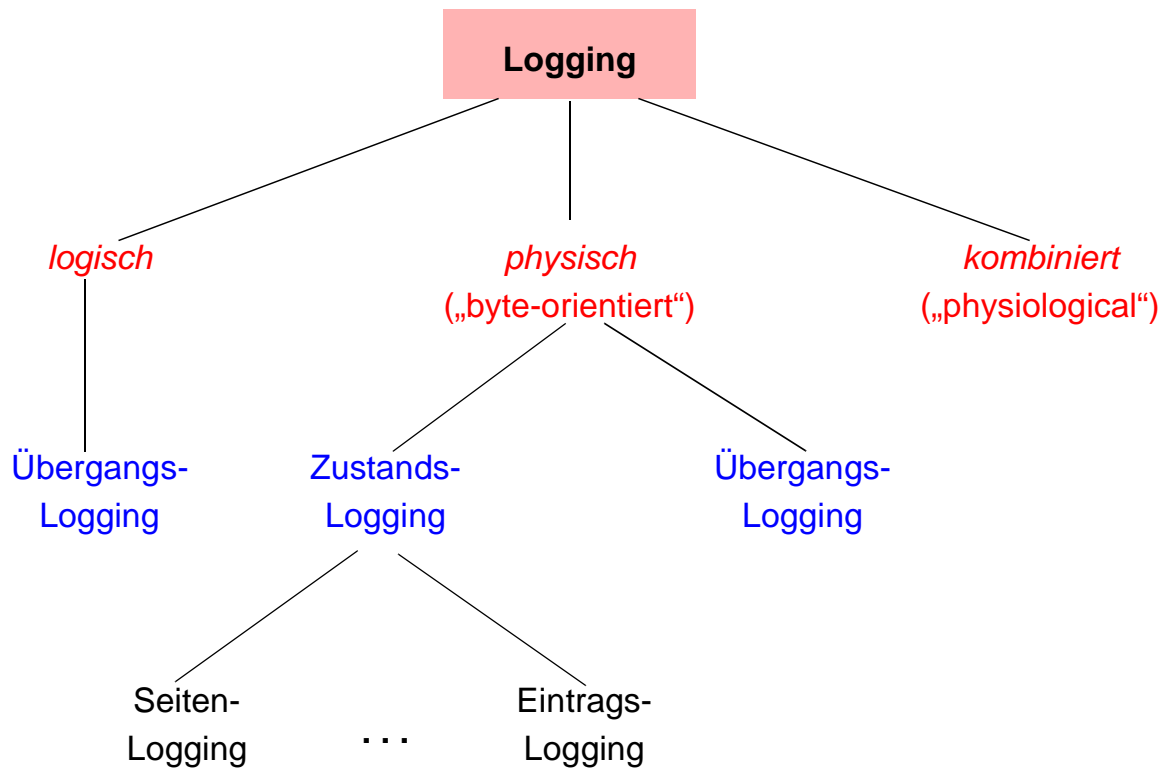 Logging
logisch
physisch
(„byte-orientiert“)
kombiniert
(„physiological“)
Übergangs-
Logging
Zustands-
Logging
Übergangs-
Logging
Seiten-
Logging
. . .
Eintrags-
Logging